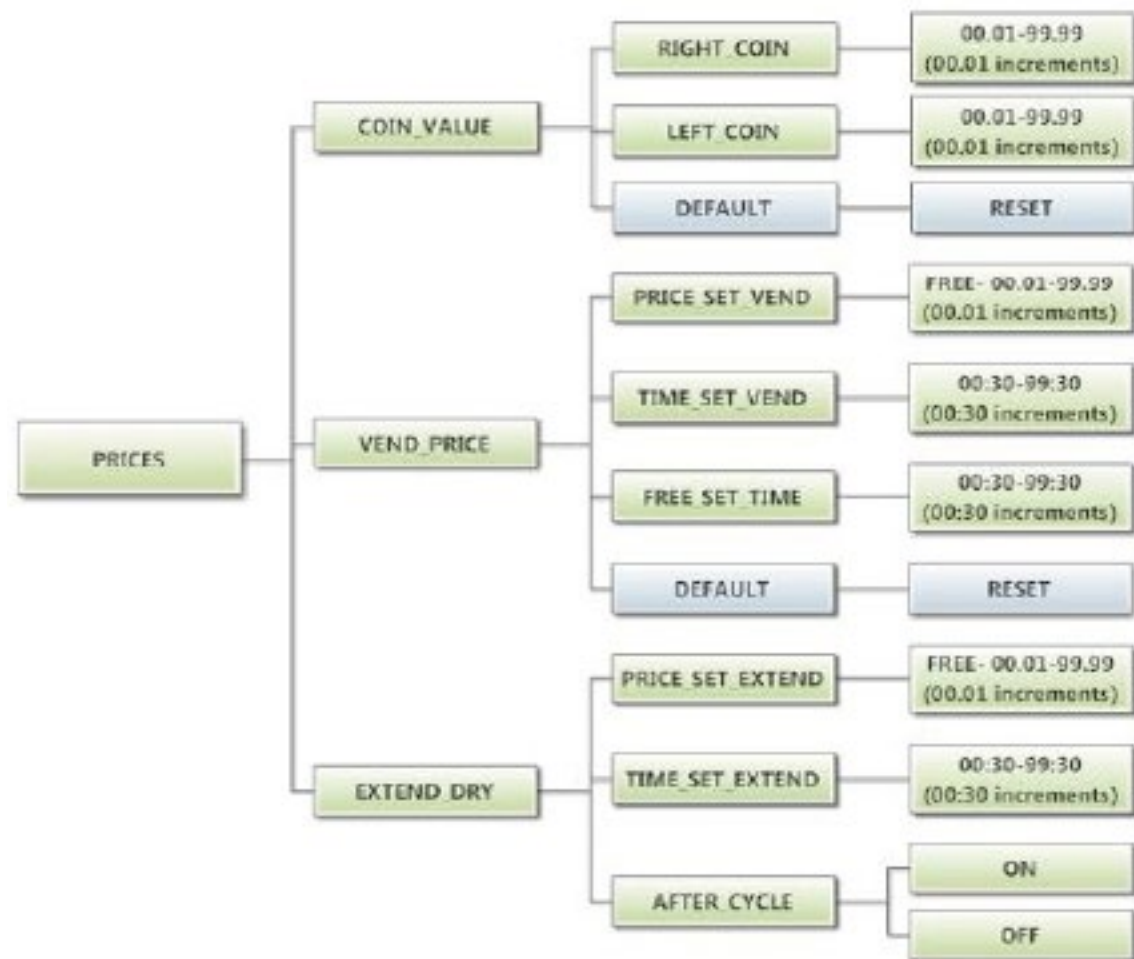 PRICES
COIN_VALUE
RIGHT_COIN
00.01-99.99
(00.01 increments)
LEFT_COIN
00.01-99.99
(00.01 increments)
DEFAULT
RESET
VEND_PRICE
PRICE_SET_VEND
FREE- 00.01-99.99
(00.01 increments)
TIME_SET_VEND
00:30-99:30
(00:30 increments)
FREE_SET_TIME
00:30-99:30
(00:30 increments)
DEFAULT
RESET
EXTEND_DRY
PRICE_SET_EXTEND
FREE- 00.01-99.99
(00.01 increments)
TIME_SET_EXTEND
00:30-99:30
(00:30 increments)
AFTER_CYCLE
ON
OFF